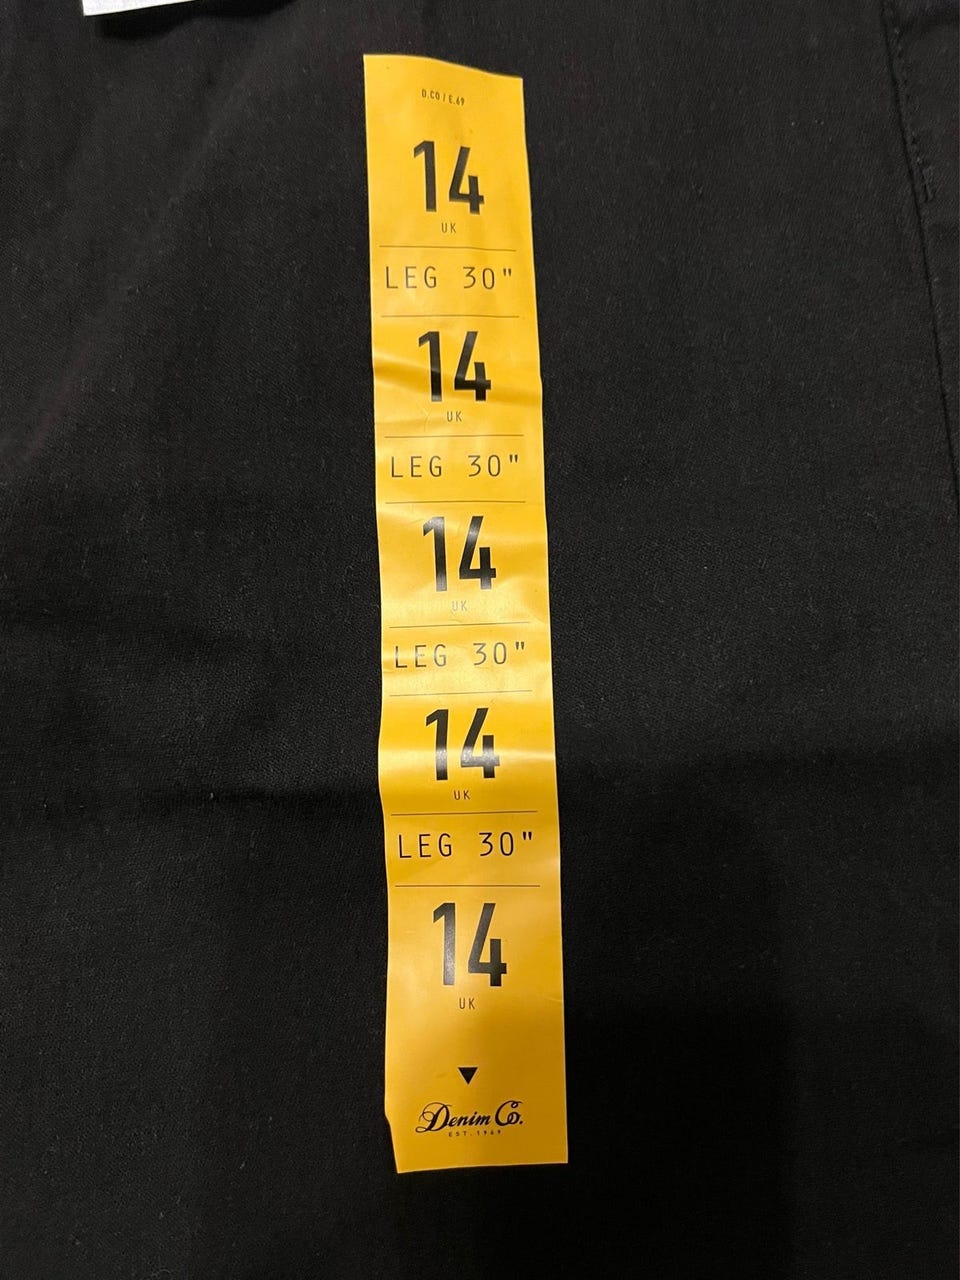 D.CO / E.69
14
UK
LEG 30"
14
UK
LEG 30"
14
UK
LEG 30"
14
UK
LEG 30"
14
UK
Denim Co.
EST. 1969